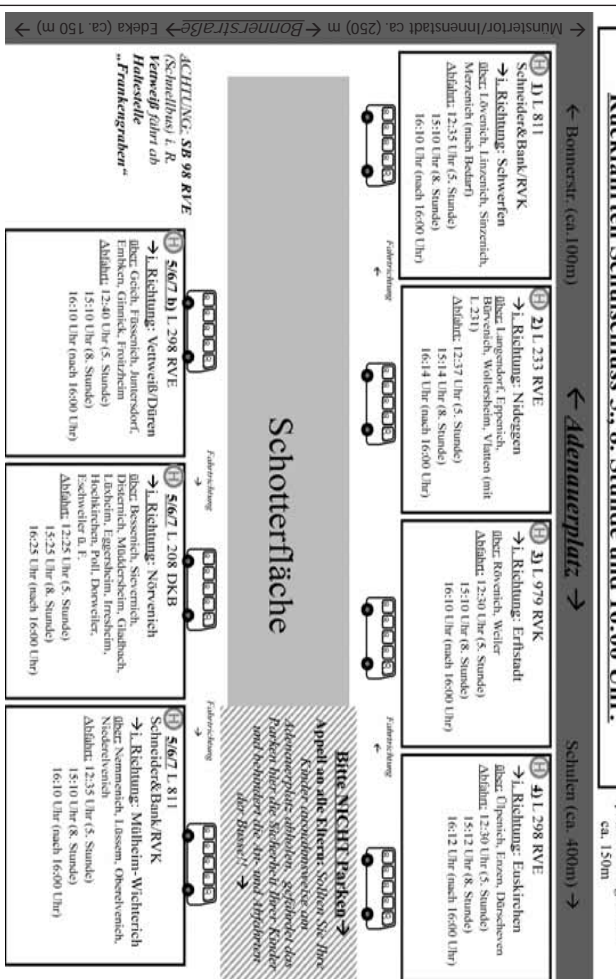 ← Bonnerstr. (ca.100m)
← Adenauerplatz →
Schulen (ca. 400m) →
ca. 150m
← Münstertor/Innenstadt ca. (250) m ← Bonnerstraße→ Edeka (ca. 150 m) →
Ⓗ 1) L 811
Schneider&Bank/RVK
→i. Richtung: Schwerfen
über: Lövenich, Linzenich, Sinzenich,
Merzenich (nach Bedarf)
Abfahrt: 12:35 Uhr (5. Stunde)
15:10 Uhr (8. Stunde)
16:10 Uhr (nach 16:00 Uhr)
Ⓗ 2) L 233 RVE
→i. Richtung: Nideggen
über: Langendorf, Eppenich,
Bürvenich, Wollersheim, Vlatten (mit
L 231)
Abfahrt: 12:37 Uhr (5. Stunde)
15:14 Uhr (8. Stunde)
16:14 Uhr (nach 16:00 Uhr)
Ⓗ 3) L 979 RVK
→i. Richtung: Erftstadt
über: Rövenich, Weiler
Abfahrt: 12:30 Uhr (5. Stunde)
15:10 Uhr (8. Stunde)
16:10 Uhr (nach 16:00 Uhr)
Ⓗ 4) L 298 RVE
→i. Richtung: Euskirchen
über: Ülpenich, Enzen, Dürscheven
Abfahrt: 12:30 Uhr (5. Stunde)
15:12 Uhr (8. Stunde)
16:12 Uhr (nach 16:00 Uhr)
Fahrtrichtung
←
Fahrtrichtung
←
Schotterfläche
Bitte NICHT Parken→
Appell an alle Eltern: Sollten Sie Ihre
Kinder ausnahmsweise am
Adenauerplatz abholen, gefährdet das
Parken hier die Sicherheit Ihrer Kinder
und behindert die An- und Abfahrten
der Busse!! →
ACHTUNG: SB 98 RVE
(Schnellbus) i. R.
Vettweiß fährt ab
Haltestelle
„Frankengraben“
Fahrtrichtung
→
Fahrtrichtung
→
Ⓗ 5/6/7 b) L 298 RVE
→i. Richtung: Vettweiß/Düren
über: Geich, Füssenich, Juntersdorf,
Embken, Ginnick, Froitzheim
Abfahrt: 12:40 Uhr (5. Stunde)
15:10 Uhr (8. Stunde)
16:10 Uhr (nach 16:00 Uhr)
Ⓗ 5/6/7 L 208 DKB
→i. Richtung: Nörvenich
über: Bessenich, Sievernich,
Disternich, Müddersheim, Gladbach,
Lüxheim, Eggersheim, Irresheim,
Hochkirchen, Poll, Dorweiler,
Eschweiler ü. F.
Abfahrt: 12:25 Uhr (5. Stunde)
15:25 Uhr (8. Stunde)
16:25 Uhr (nach 16:00 Uhr)
Ⓗ 5/6/7 L 811
Schneider&Bank/RVK
→i. Richtung: Mülheim-Wichterich
über: Nemmenich, Lüssem, Oberelvenich,
Niederelvenich
Abfahrt: 12:35 Uhr (5. Stunde)
15:10 Uhr (8. Stunde)
16:10 Uhr (nach 16:00 Uhr)